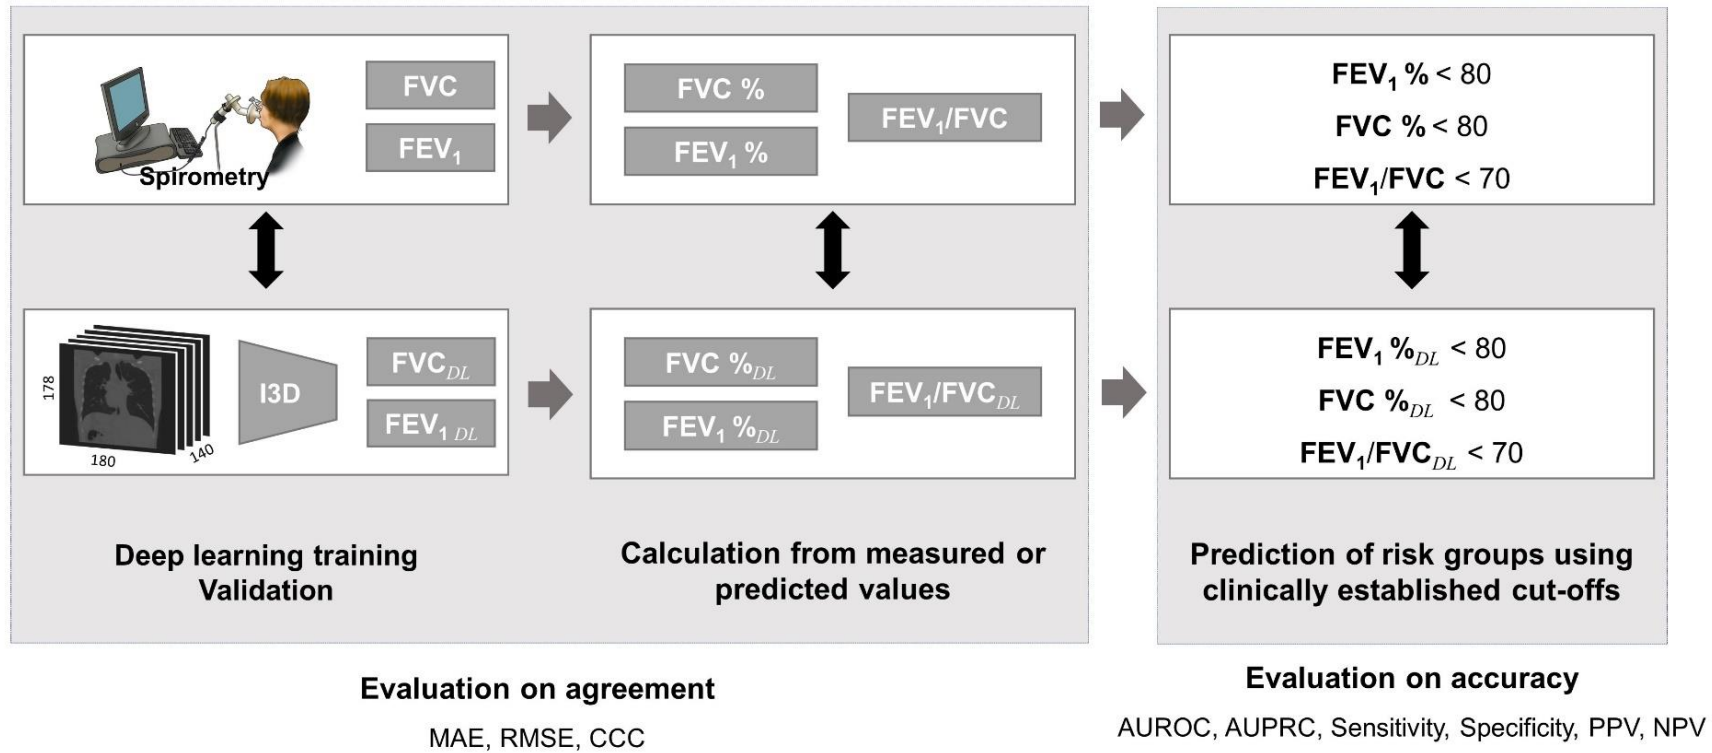 FVC
FEV1
Spirometry
FVC %
FEV1 %
FEV1/FVC
FEV1 % < 80
FVC % < 80
FEV1/FVC < 70
178
180
140
I3D
FVCDL
FEV1 DL
FVC %DL
FEV1 %DL
FEV1/FVCDL
FEV1 %DL < 80
FVC %DL < 80
FEV1/FVCDL < 70
Deep learning training
Validation
Calculation from measured or
predicted values
Prediction of risk groups using
clinically established cut-offs
Evaluation on agreement
MAE, RMSE, CCC
Evaluation on accuracy
AUROC, AUPRC, Sensitivity, Specificity, PPV, NPV